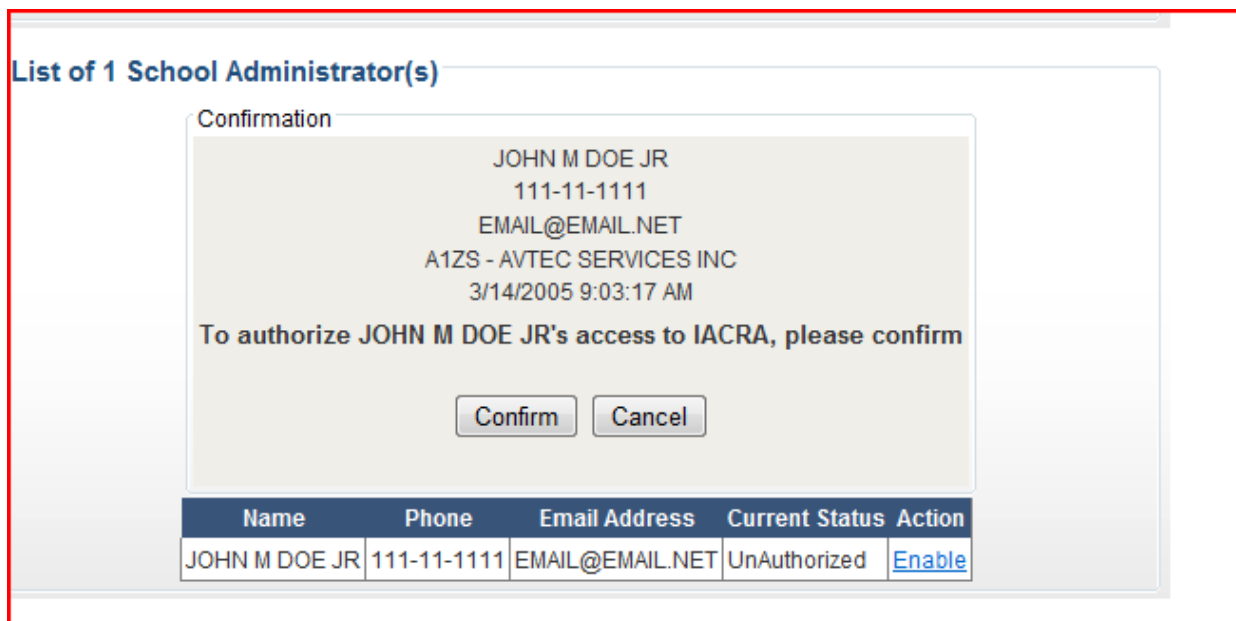 List of 1 School Administrator(s)
Confirmation
JOHN M DOE JR
111-11-1111
EMAIL@EMAIL.NET
A1ZS - AVTEC SERVICES INC
3/14/2005 9:03:17 AM
To authorize JOHN M DOE JR's access to IACRA, please confirm
Confirm Cancel
Name Phone Email Address Current Status Action
JOHN M DOE JR 111-11-1111 EMAIL@EMAIL.NET UnAuthorized Enable